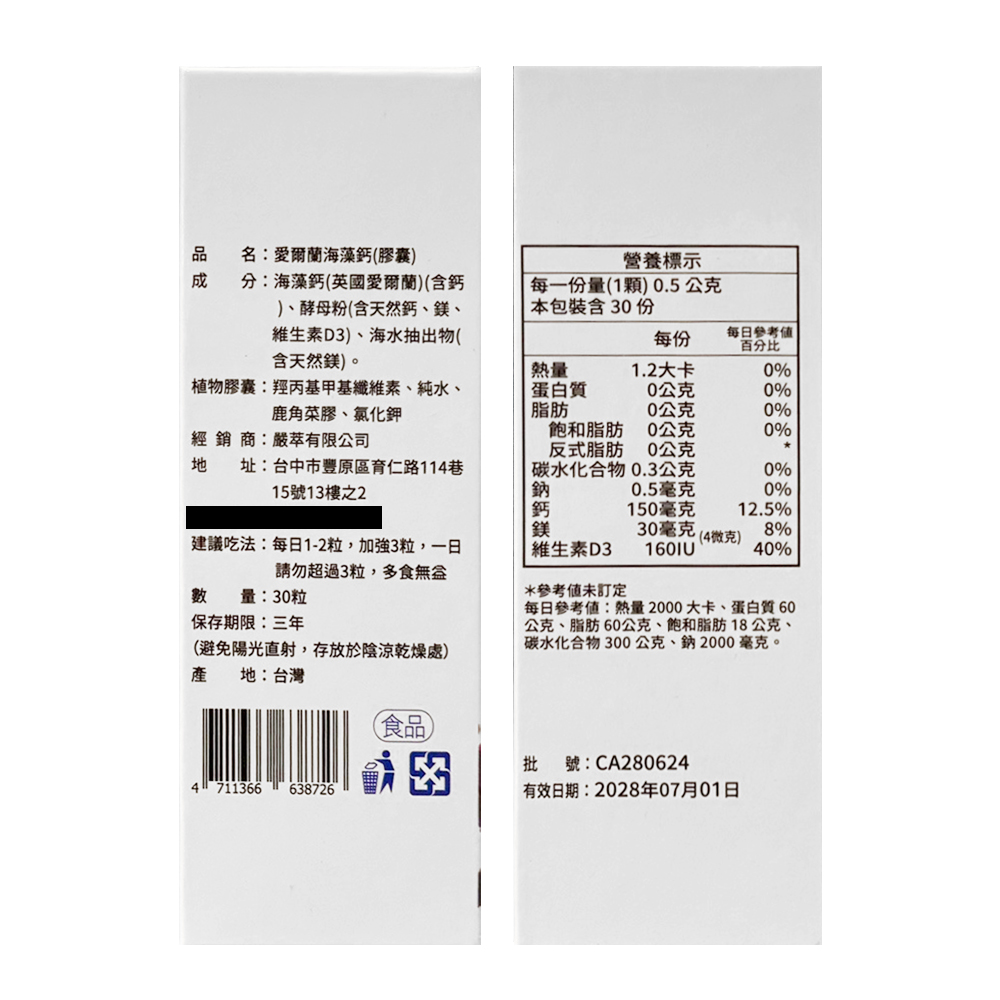 品　　名：愛爾蘭海藻鈣(膠囊)
成　　分：海藻鈣(英國愛爾蘭)(含鈣
)、酵母粉(含天然鈣、鎂、
維生素D3)、海水抽出物(
含天然鎂)。
植物膠囊：羥丙基甲基纖維素、純水、
鹿角菜膠、氯化鉀
經 銷 商：嚴萃有限公司
地　　址：台中市豐原區育仁路114巷
15號13樓之2
建議吃法：每日1-2粒，加強3粒，一日
請勿超過3粒，多食無益
數　　量：30粒
保存期限：三年
(避免陽光直射，存放於陰涼乾燥處)
產　　地：台灣
食品
4 711366 638726
營養標示
每一份量(1顆) 0.5 公克
本包裝含 30 份
每份 每日參考值
百分比
熱量 1.2大卡 0%
蛋白質 0公克 0%
脂肪 0公克 0%
飽和脂肪 0公克 0%
反式脂肪 0公克 *
碳水化合物 0.3公克 0%
鈉 0.5毫克 0%
鈣 150毫克 12.5%
鎂 30毫克 8%
維生素D3 160IU (4微克) 40%
＊參考值未訂定
每日參考值：熱量 2000 大卡、蛋白質 60
公克、脂肪 60公克、飽和脂肪 18 公克、
碳水化合物 300 公克、鈉 2000 毫克。
批　　號：CA280624
有效日期：2028年07月01日